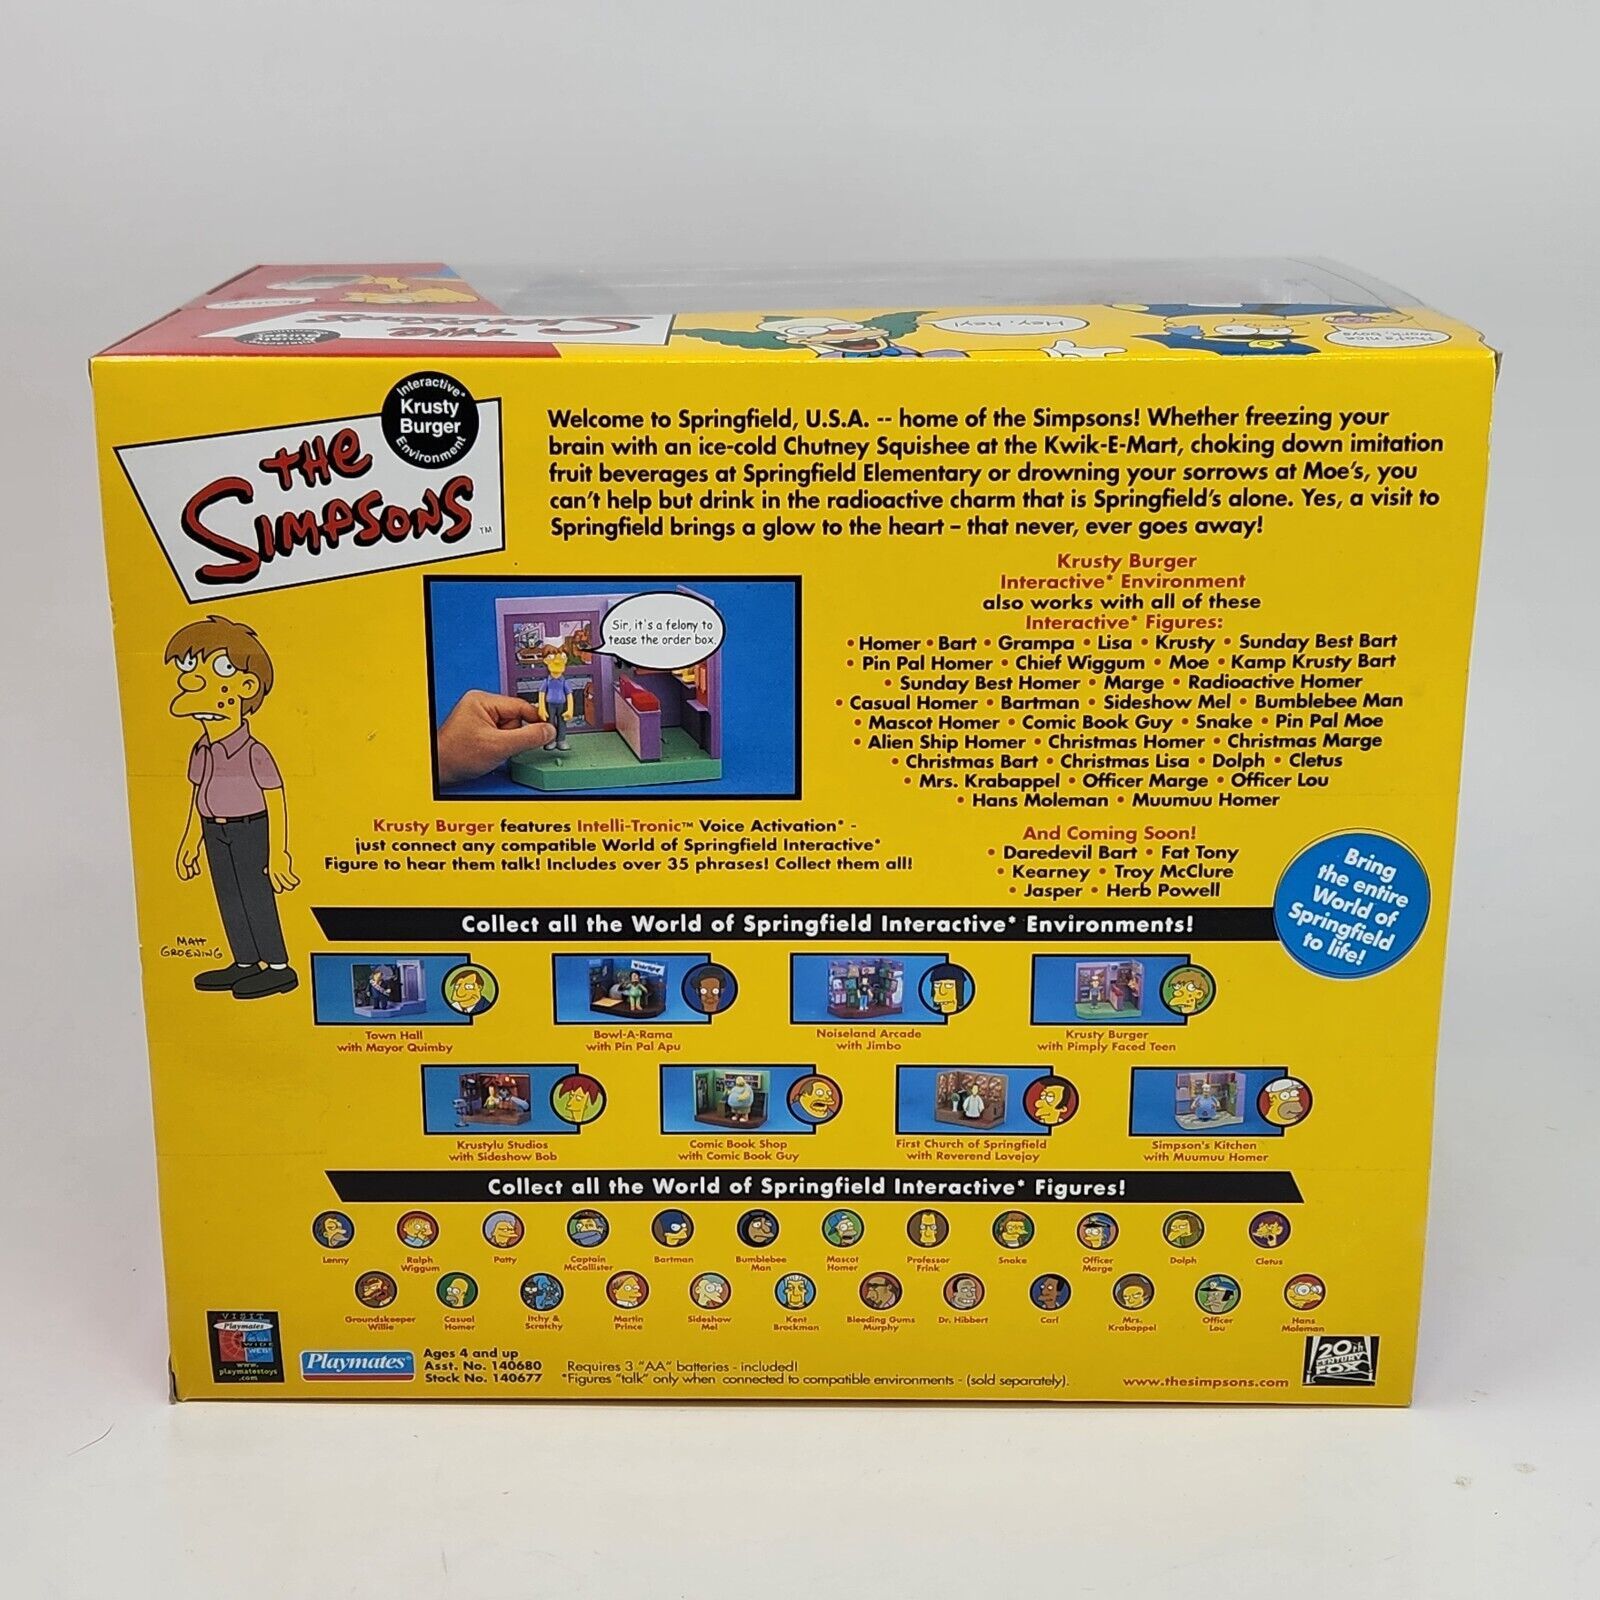 Hey, hey!
That's nice work, boys
THE SIMPSONS
Interactive*
Krusty
Burger
Environment
THE
SIMPSONS™
Welcome to Springfield, U.S.A. -- home of the Simpsons! Whether freezing your
brain with an ice-cold Chutney Squishee at the Kwik-E-Mart, choking down imitation
fruit beverages at Springfield Elementary or drowning your sorrows at Moe's, you
can't help but drink in the radioactive charm that is Springfield's alone. Yes, a visit to
Springfield brings a glow to the heart – that never, ever goes away!
Sir, it's a felony to
tease the order box.
Krusty Burger
Interactive* Environment
also works with all of these
Interactive* Figures:
• Homer • Bart • Grampa • Lisa • Krusty • Sunday Best Bart
• Pin Pal Homer • Chief Wiggum • Moe • Kamp Krusty Bart
• Sunday Best Homer • Marge • Radioactive Homer
• Casual Homer • Bartman • Sideshow Mel • Bumblebee Man
• Mascot Homer • Comic Book Guy • Snake • Pin Pal Moe
• Alien Ship Homer • Christmas Homer • Christmas Marge
• Christmas Bart • Christmas Lisa • Dolph • Cletus
• Mrs. Krabappel • Officer Marge • Officer Lou
• Hans Moleman • Muumuu Homer
Krusty Burger features Intelli-Tronic™ Voice Activation* -
just connect any compatible World of Springfield Interactive*
Figure to hear them talk! Includes over 35 phrases! Collect them all!
And Coming Soon!
• Daredevil Bart • Fat Tony
• Kearney • Troy McClure
• Jasper • Herb Powell
Bring
the entire
World of
Springfield
to life!
MATT
GROENING
Collect all the World of Springfield Interactive* Environments!
Town Hall
with Mayor Quimby
Bowl-A-Rama
with Pin Pal Apu
Noiseland Arcade
with Jimbo
Krusty Burger
with Pimply Faced Teen
Krustylu Studios
with Sideshow Bob
Comic Book Shop
with Comic Book Guy
First Church of Springfield
with Reverend Lovejoy
Simpson's Kitchen
with Muumuu Homer
Collect all the World of Springfield Interactive* Figures!
Lenny
Ralph
Wiggum
Patty
Captain
McCallister
Bartman
Bumblebee
Man
Mascot
Homer
Professor
Frink
Snake
Officer
Marge
Dolph
Cletus
Groundskeeper
Willie
Casual
Homer
Itchy &
Scratchy
Martin
Prince
Sideshow
Mel
Kent
Brockman
Bleeding Gums
Murphy
Dr. Hibbert
Carl
Mrs.
Krabappel
Officer
Lou
Hans
Moleman
VISIT
Playmates
WIDE
WEB!
www.
playmatestoys
.com
Playmates®
Ages 4 and up
Asst. No. 140680
Stock No. 140677
Requires 3 "AA" batteries - included!
*Figures "talk" only when connected to compatible environments - (sold separately).
www.thesimpsons.com
20th
CENTURY
FOX